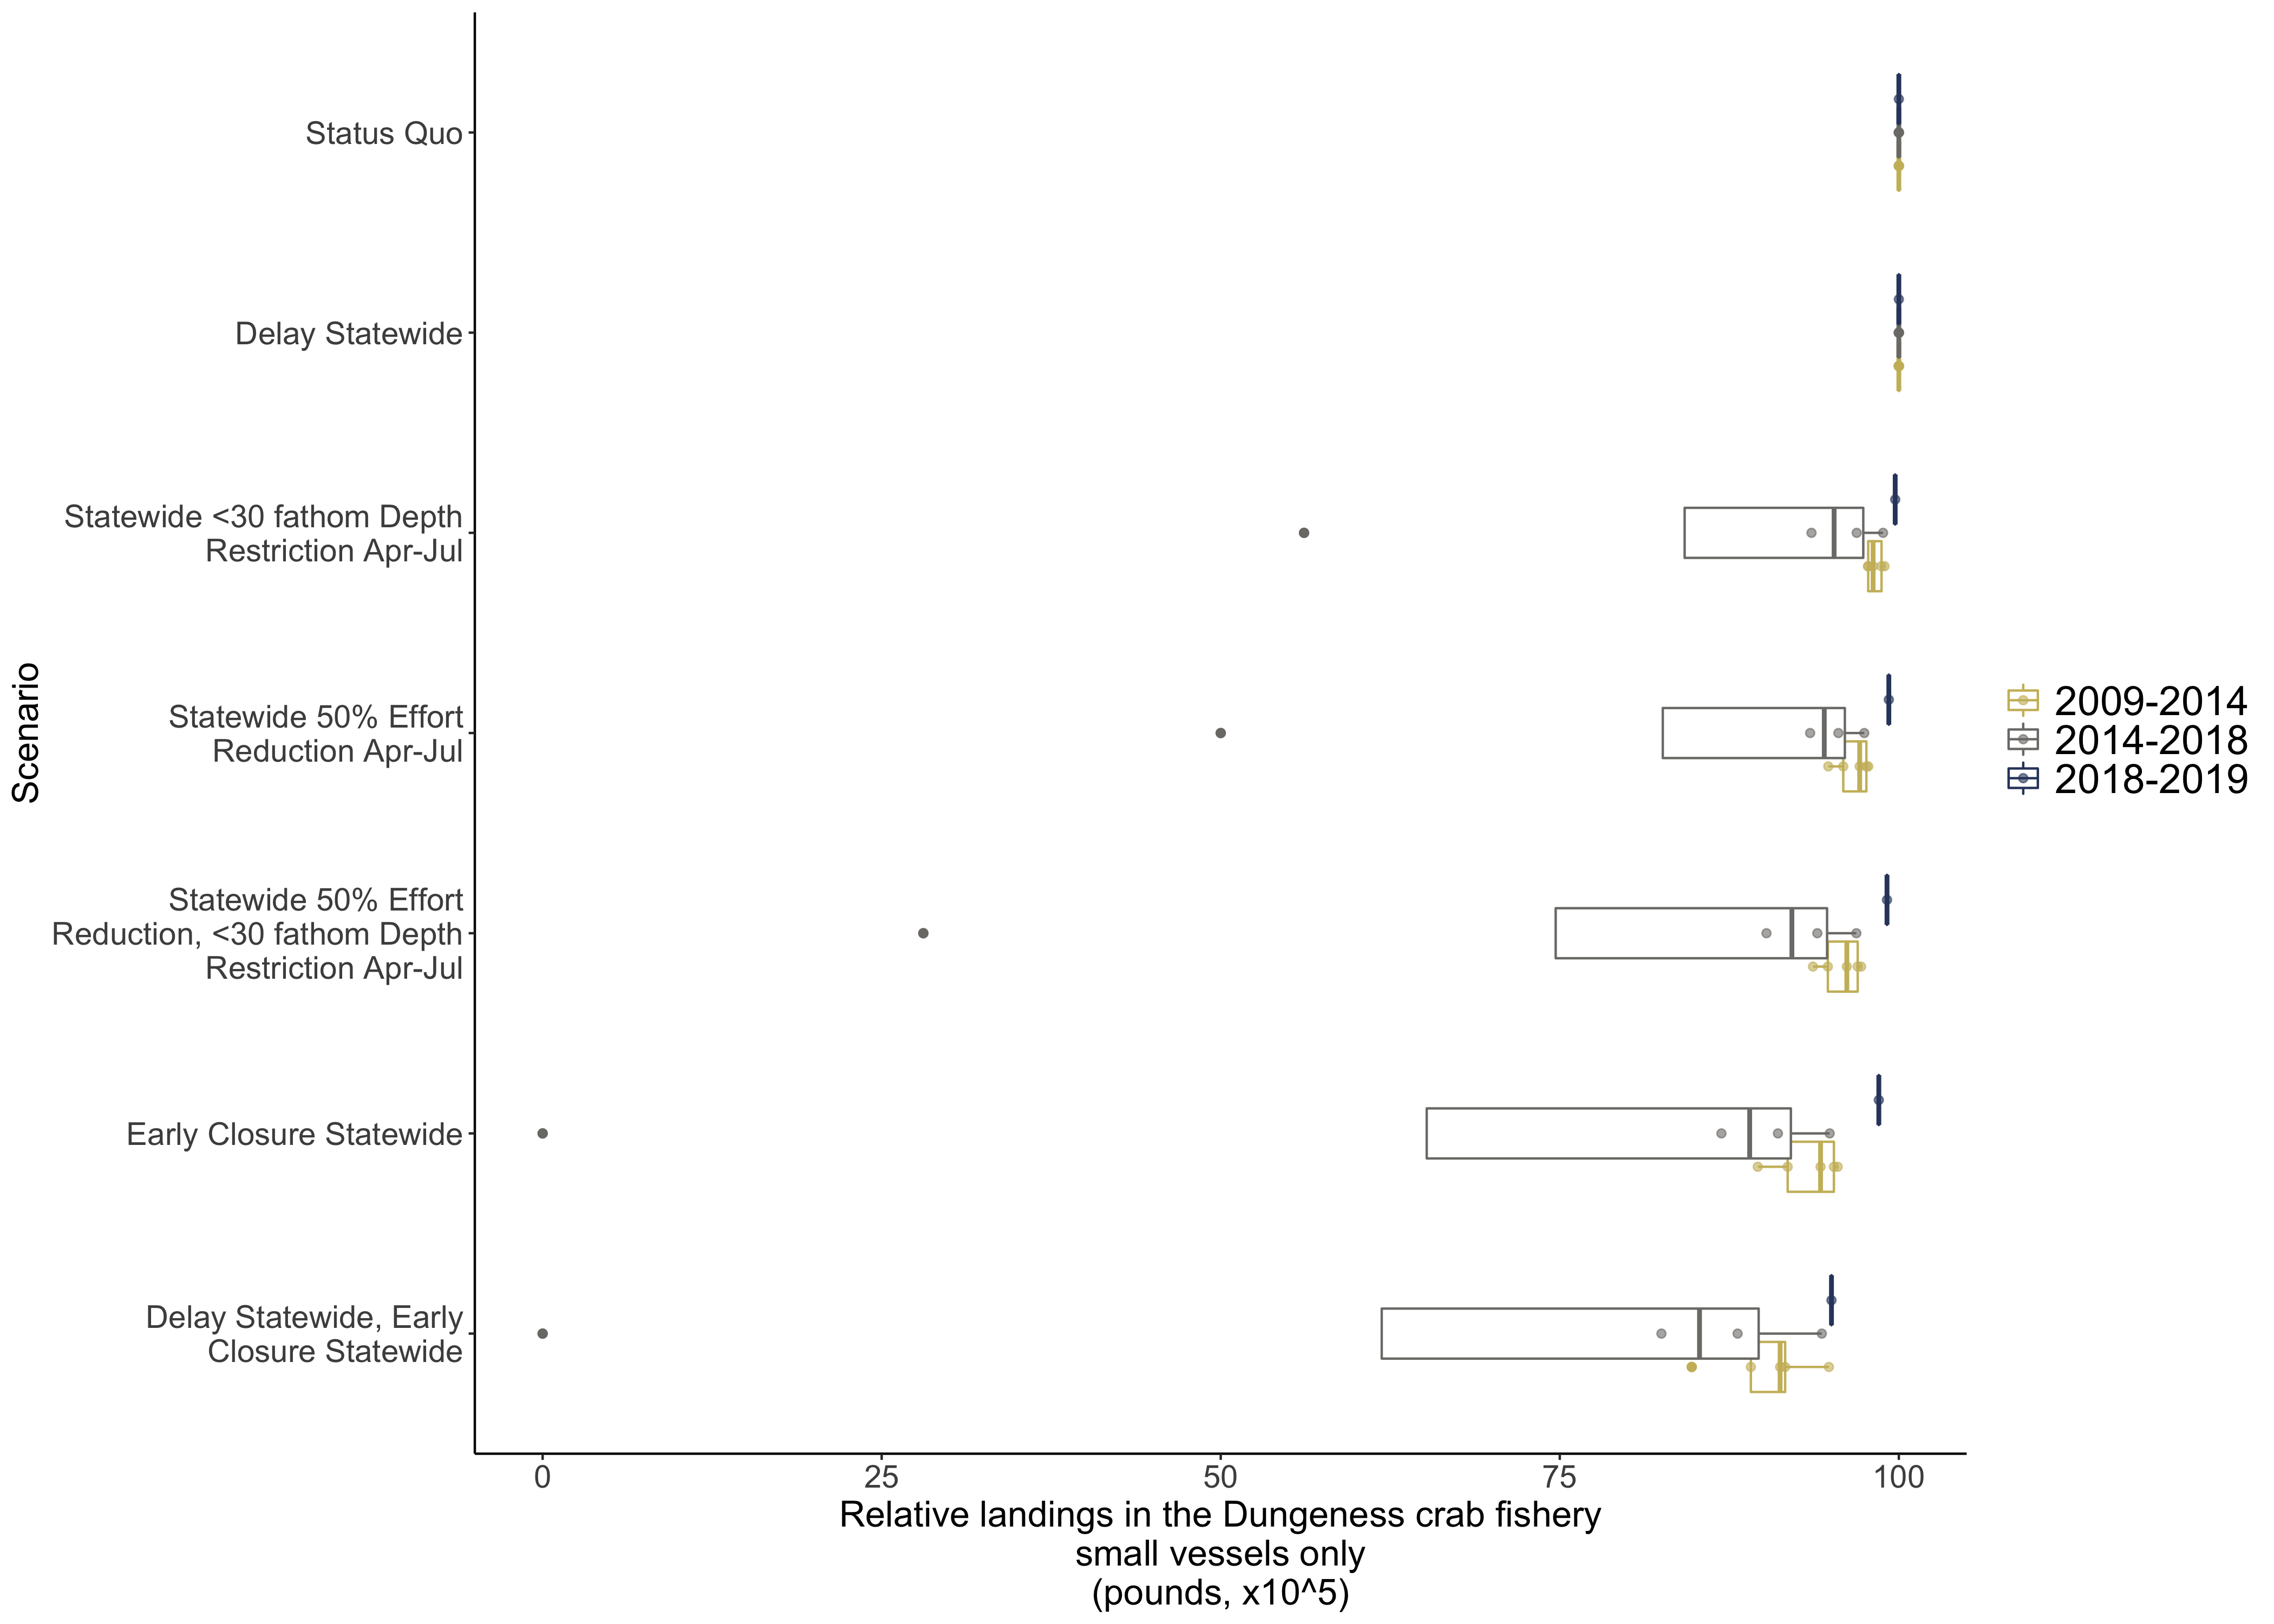 Scenario
Status Quo
Delay Statewide
Statewide <30 fathom Depth
Restriction Apr-Jul
Statewide 50% Effort
Reduction Apr-Jul
Statewide 50% Effort
Reduction, <30 fathom Depth
Restriction Apr-Jul
Early Closure Statewide
Delay Statewide, Early
Closure Statewide
0 25 50 75 100
Relative landings in the Dungeness crab fishery
small vessels only
(pounds, x10^5)
2009-2014
2014-2018
2018-2019